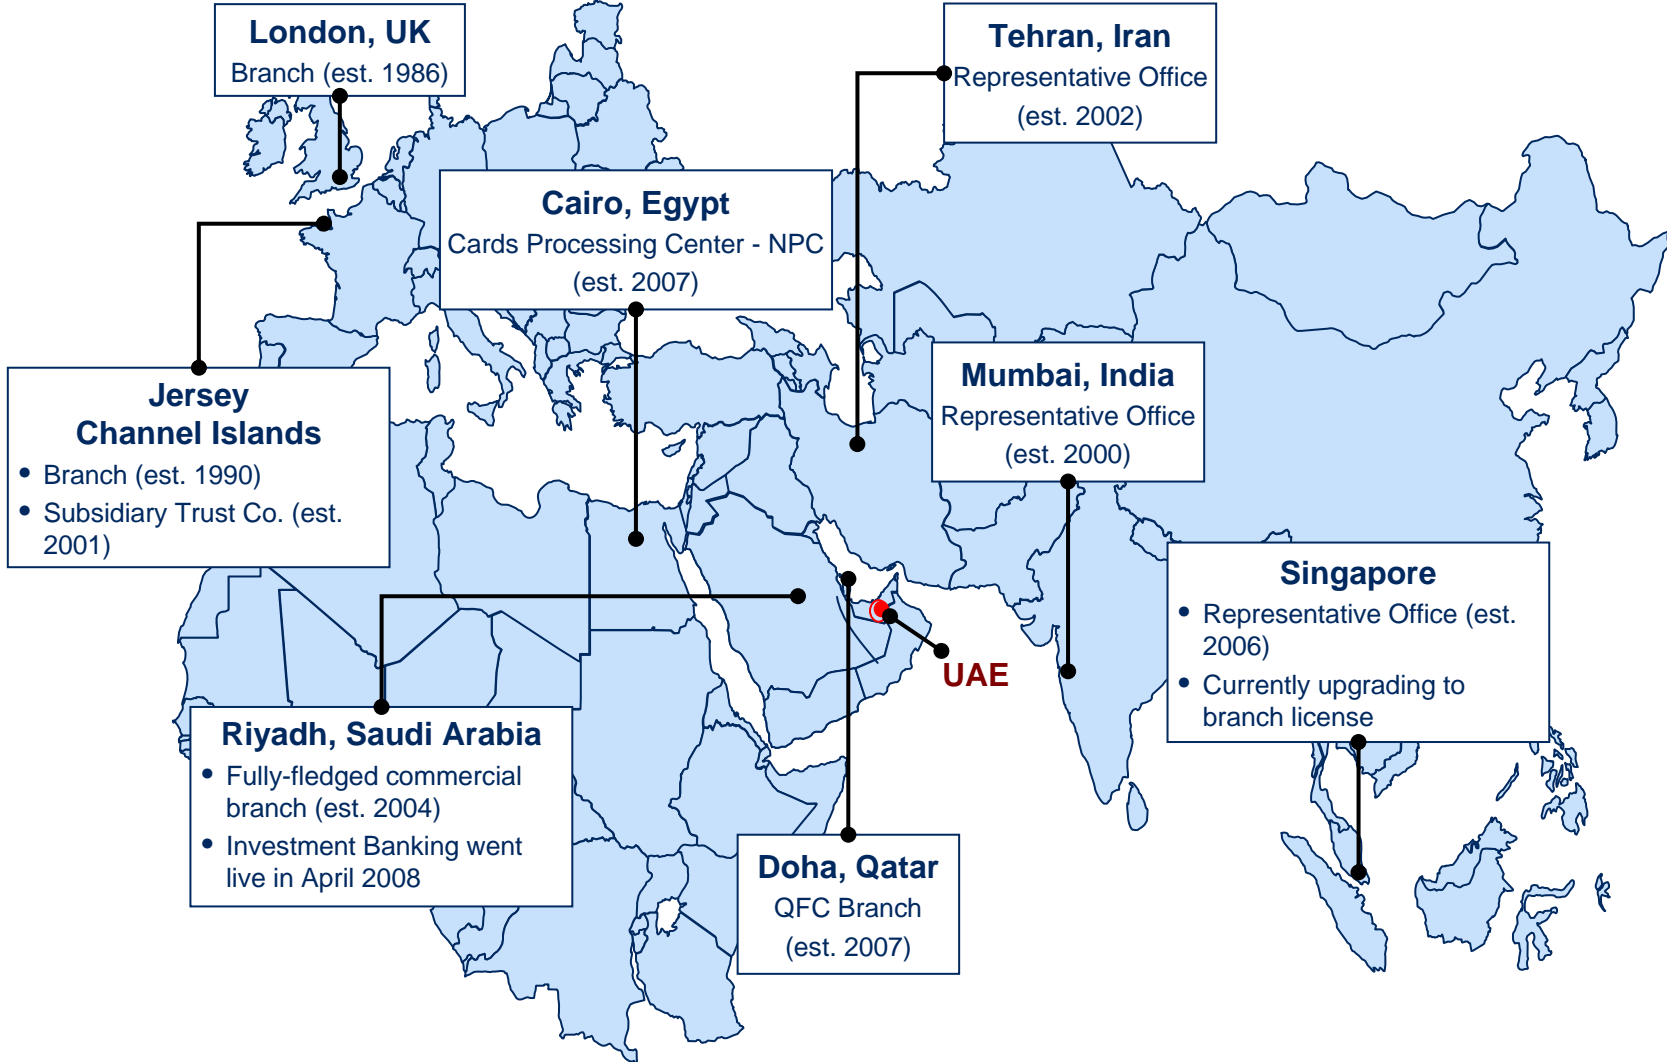 London, UK
Branch (est. 1986)
Tehran, Iran
Representative Office
(est. 2002)
Cairo, Egypt
Cards Processing Center - NPC
(est. 2007)
Mumbai, India
Representative Office
(est. 2000)
Jersey
Channel Islands
• Branch (est. 1990)
• Subsidiary Trust Co. (est.
2001)
Singapore
• Representative Office (est.
2006)
• Currently upgrading to
branch license
UAE
Riyadh, Saudi Arabia
• Fully-fledged commercial
branch (est. 2004)
• Investment Banking went
live in April 2008
Doha, Qatar
QFC Branch
(est. 2007)